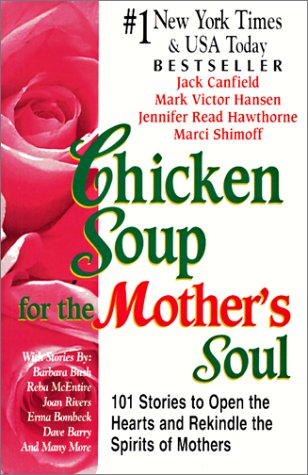 #1 New York Times
& USA Today
BESTSELLER
Jack Canfield
Mark Victor Hansen
Jennifer Read Hawthorne
Marci Shimoff
Chicken
Soup
for the Mother's
Soul
With Stories By:
Barbara Bush
Reba McEntire
Joan Rivers
Erma Bombeck
Dave Barry
And Many More
101 Stories to Open the
Hearts and Rekindle the
Spirits of Mothers